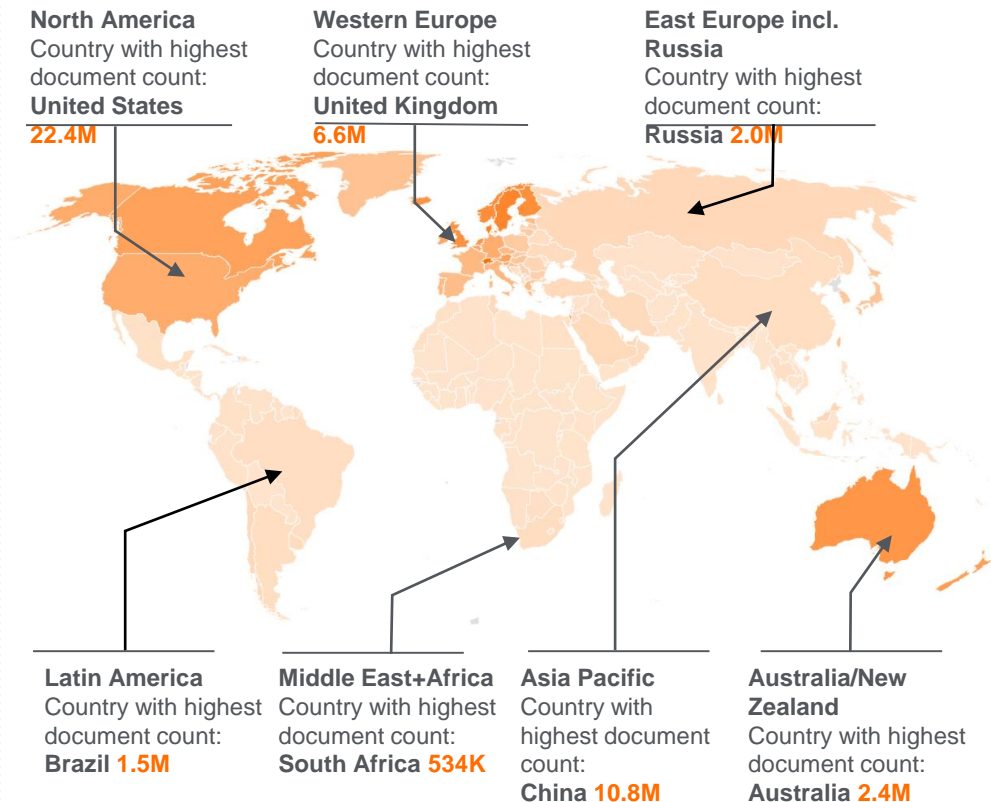 North America
Country with highest
document count:
United States
22.4M
Western Europe
Country with highest
document count:
United Kingdom
6.6M
East Europe incl.
Russia
Country with highest
document count:
Russia 2.0M
Latin America
Country with highest
document count:
Brazil 1.5M
Middle East+Africa
Country with highest
document count:
South Africa 534K
Asia Pacific
Country with
highest document
count:
China 10.8M
Australia/New
Zealand
Country with highest
document count:
Australia 2.4M